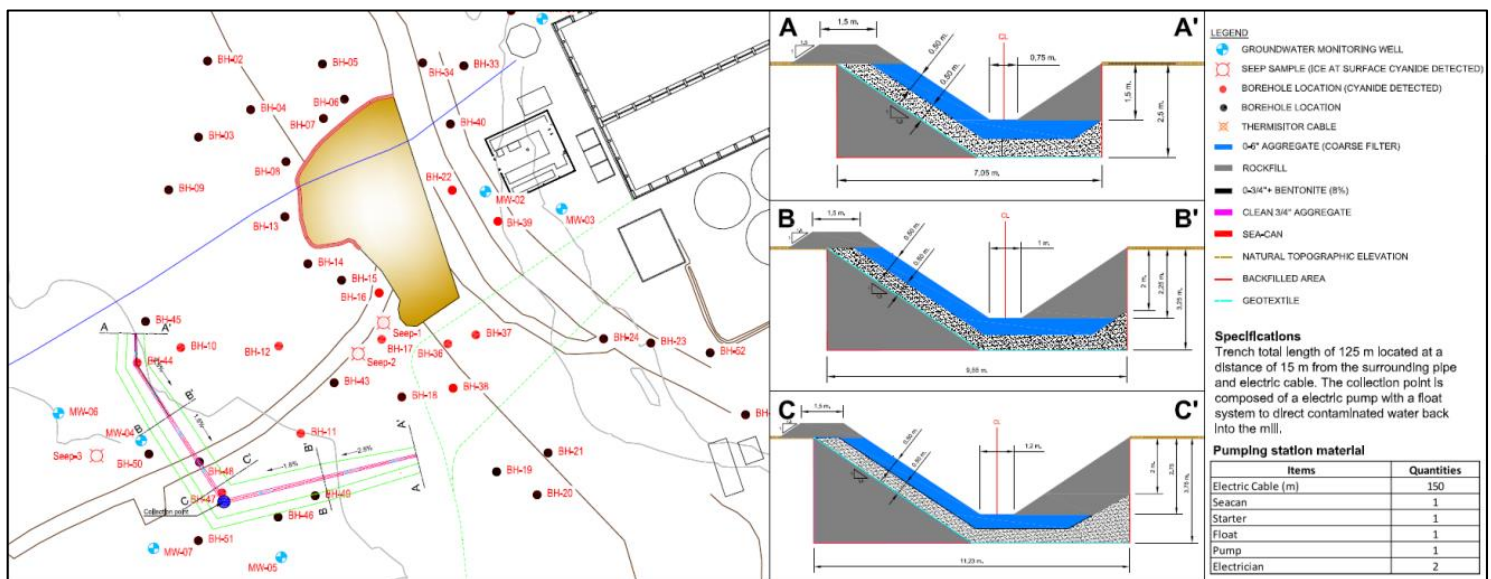 BH-02
BH-05
BH-34
BH-33
BH-04
BH-06
BH-07
BH-40
BH-03
BH-08
BH-09
BH-22
MW-02
MW-03
BH-39
BH-13
BH-14
BH-15
BH-16
Seep-1
BH-45
A
A'
BH-10
BH-12
BH-17
BH-36
BH-37
BH-24
BH-23
BH-52
BH-44
Seep-2
BH-43
BH-38
BH-18
B'
1,8%
MW-06
MW-04
B
Seep-3
BH-50
BH-11
B
A'
BH-48
C'
1,8%
2,5%
BH-19
BH-21
C
BH-47
BH-49
A
Collection point
BH-46
B
BH-20
BH-51
MW-07
MW-05
A
A'
1,5 m,
0,50 m,
0,50 m,
CL
0,75 m,
1,5 m,
2,5 m,
7,05 m,
B
B'
1,5 m,
0,50 m,
0,50 m,
CL
1 m,
2 m,
2,25 m,
3,25 m,
9,55 m,
C
C'
1,5 m,
0,50 m,
0,50 m,
CL
1,2 m,
2 m,
11,23 m,
LEGEND
GROUNDWATER MONITORING WELL
SEEP SAMPLE (ICE AT SURFACE CYANIDE DETECTED)
BOREHOLE LOCATION (CYANIDE DETECTED)
BOREHOLE LOCATION
THERMISITOR CABLE
0-6" AGGREGATE (COARSE FILTER)
ROCKFILL
0-3/4"+ BENTONITE (8%)
CLEAN 3/4" AGGREGATE
SEA-CAN
NATURAL TOPOGRAPHIC ELEVATION
BACKFILLED AREA
GEOTEXTILE
Specifications
Trench total length of 125 m located at a
distance of 15 m from the surrounding pipe
and electric cable. The collection point is
composed of a electric pump with a float
system to direct contaminated water back
into the mill.
Pumping station material
Items Quantities
Electric Cable (m) 150
Seacan 1
Starter 1
Float 1
Pump 1
Electrician 2